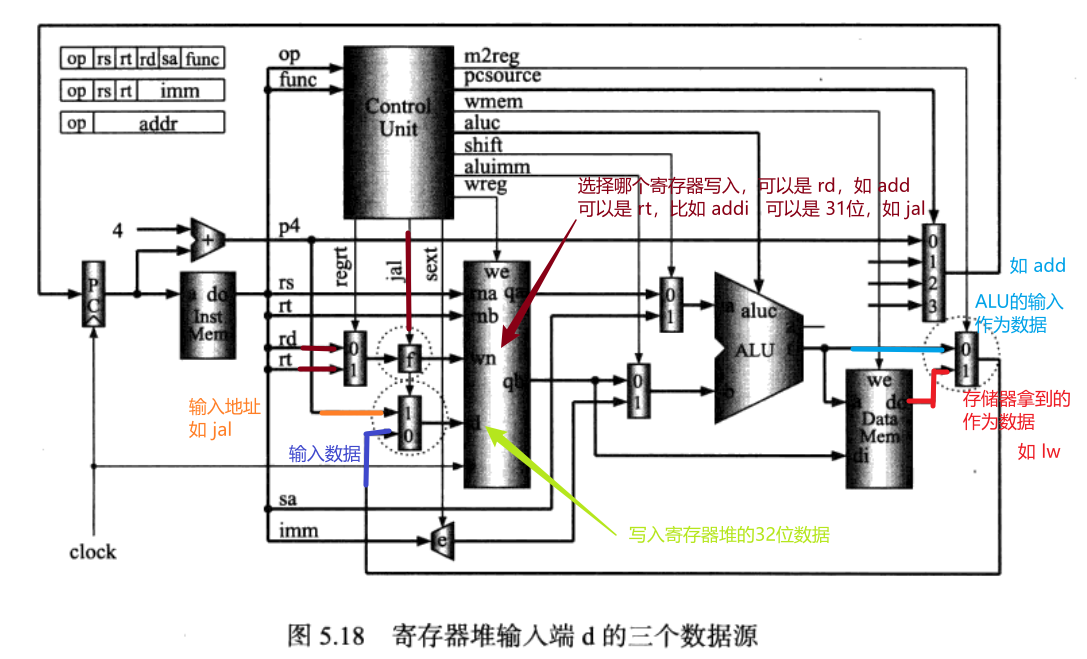 op rs rt rd sa func
op rs rt imm
op addr
op
func
Control
Unit
m2reg
pcsource
wmem
aluc
shift
aluimm
wreg
选择哪个寄存器写入，可以是 rd，如 add
可以是 rt，比如 addi 可以是 31位，如 jal
4
+
p4
0
1
2
3
regrt
jal
sext
PC
a do
Inst
Mem
rs
rt
rd
rt
0
1
f
we
rna qa
rnb
wn
qb
d
0
1
0
1
a aluc
ALU
b
如 add
ALU的输入
作为数据
0
1
we
a do
Data
Mem
di
存储器拿到的
作为数据
如 lw
输入地址
如 jal
1
0
输入数据
sa
imm
e
写入寄存器堆的32位数据
clock
图 5.18 寄存器堆输入端 d 的三个数据源